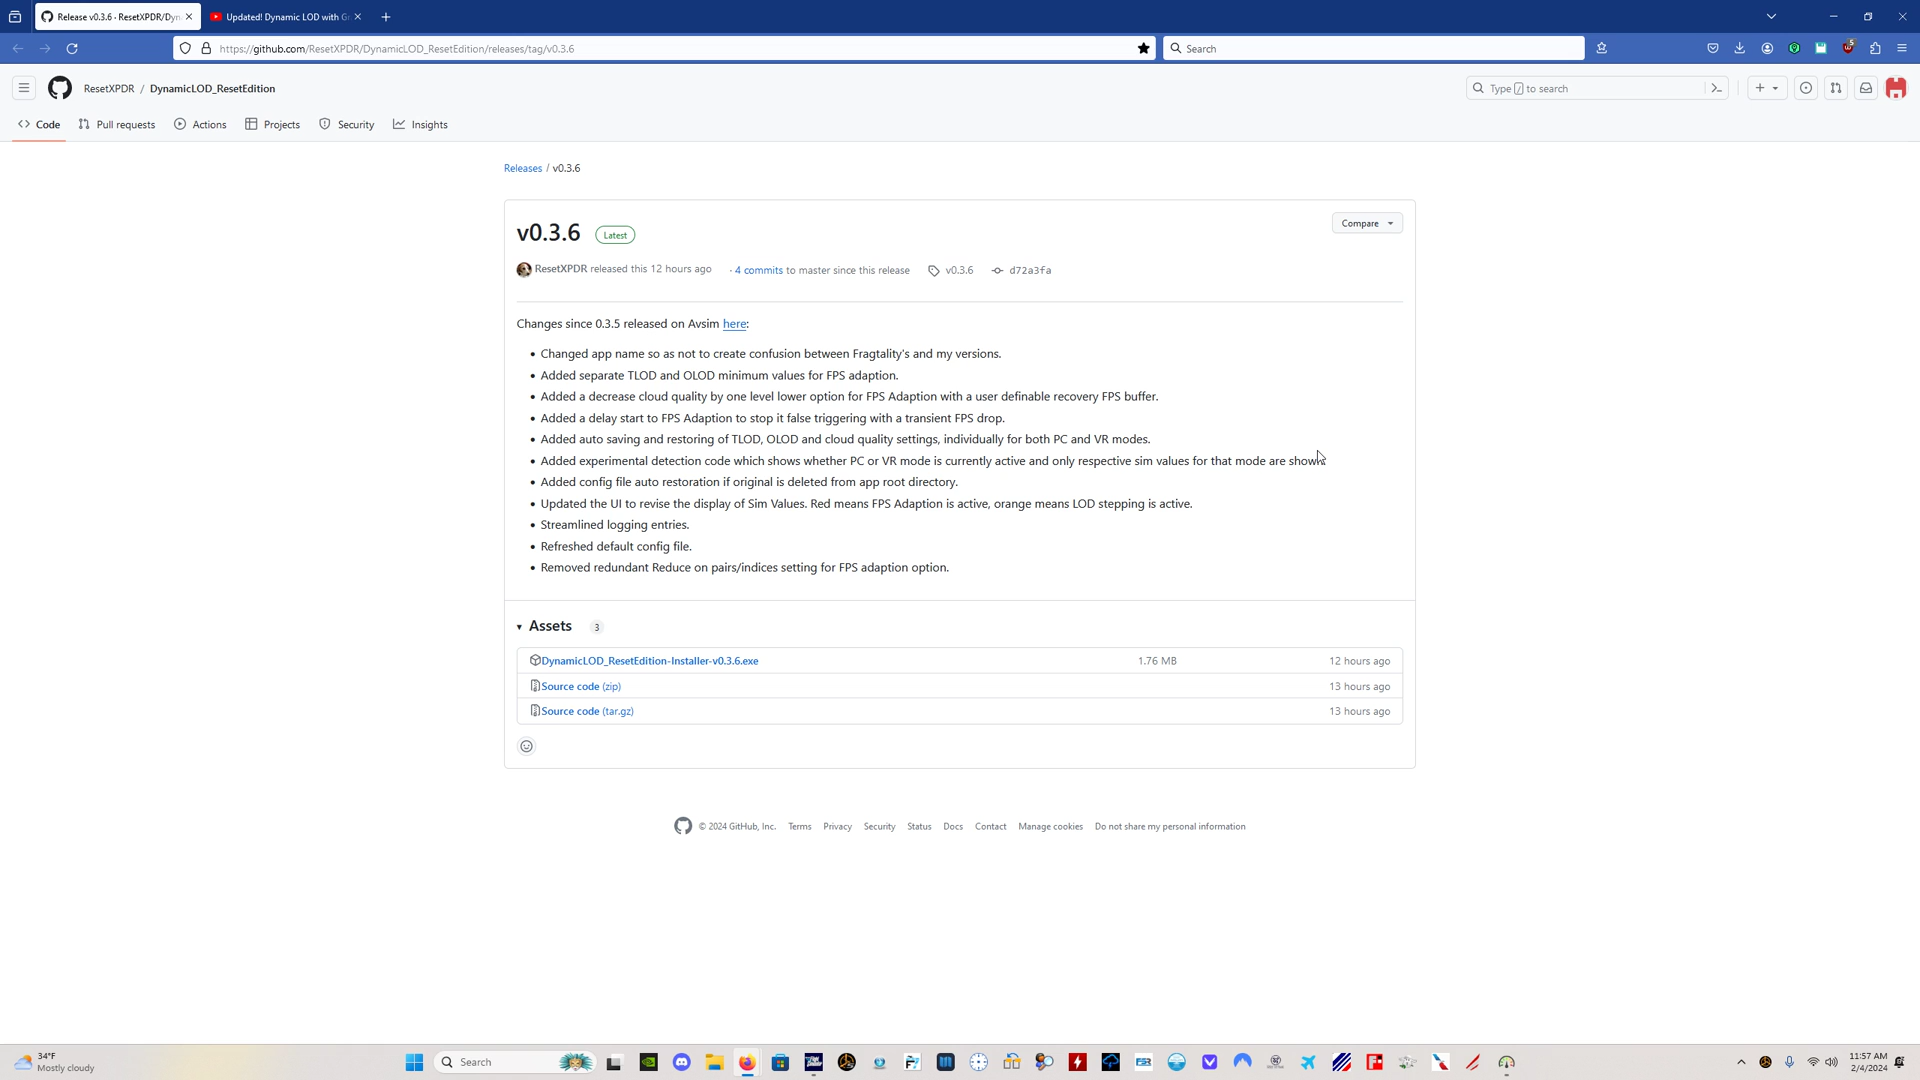 Release v0.3.6 · ResetXPDR/Dyn
Updated! Dynamic LOD with G
https://github.com/ResetXPDR/DynamicLOD_ResetEdition/releases/tag/v0.3.6
Search
5
ResetXPDR / DynamicLOD_ResetEdition
Type / to search
Code Pull requests Actions Projects Security Insights
Releases / v0.3.6
v0.3.6 Latest
Compare
ResetXPDR released this 12 hours ago · 4 commits to master since this release v0.3.6 d72a3fa
Changes since 0.3.5 released on Avsim here:
• Changed app name so as not to create confusion between Fragtality's and my versions.
• Added separate TLOD and OLOD minimum values for FPS adaption.
• Added a decrease cloud quality by one level lower option for FPS Adaption with a user definable recovery FPS buffer.
• Added a delay start to FPS Adaption to stop it false triggering with a transient FPS drop.
• Added auto saving and restoring of TLOD, OLOD and cloud quality settings, individually for both PC and VR modes.
• Added experimental detection code which shows whether PC or VR mode is currently active and only respective sim values for that mode are shown.
• Added config file auto restoration if original is deleted from app root directory.
• Updated the UI to revise the display of Sim Values. Red means FPS Adaption is active, orange means LOD stepping is active.
• Streamlined logging entries.
• Refreshed default config file.
• Removed redundant Reduce on pairs/indices setting for FPS adaption option.
Assets 3
DynamicLOD_ResetEdition-Installer-v0.3.6.exe 1.76 MB 12 hours ago
Source code (zip) 13 hours ago
Source code (tar.gz) 13 hours ago
© 2024 GitHub, Inc. Terms Privacy Security Status Docs Contact Manage cookies Do not share my personal information
34°F
Mostly cloudy
Search
FSR
11:57 AM
2/4/2024